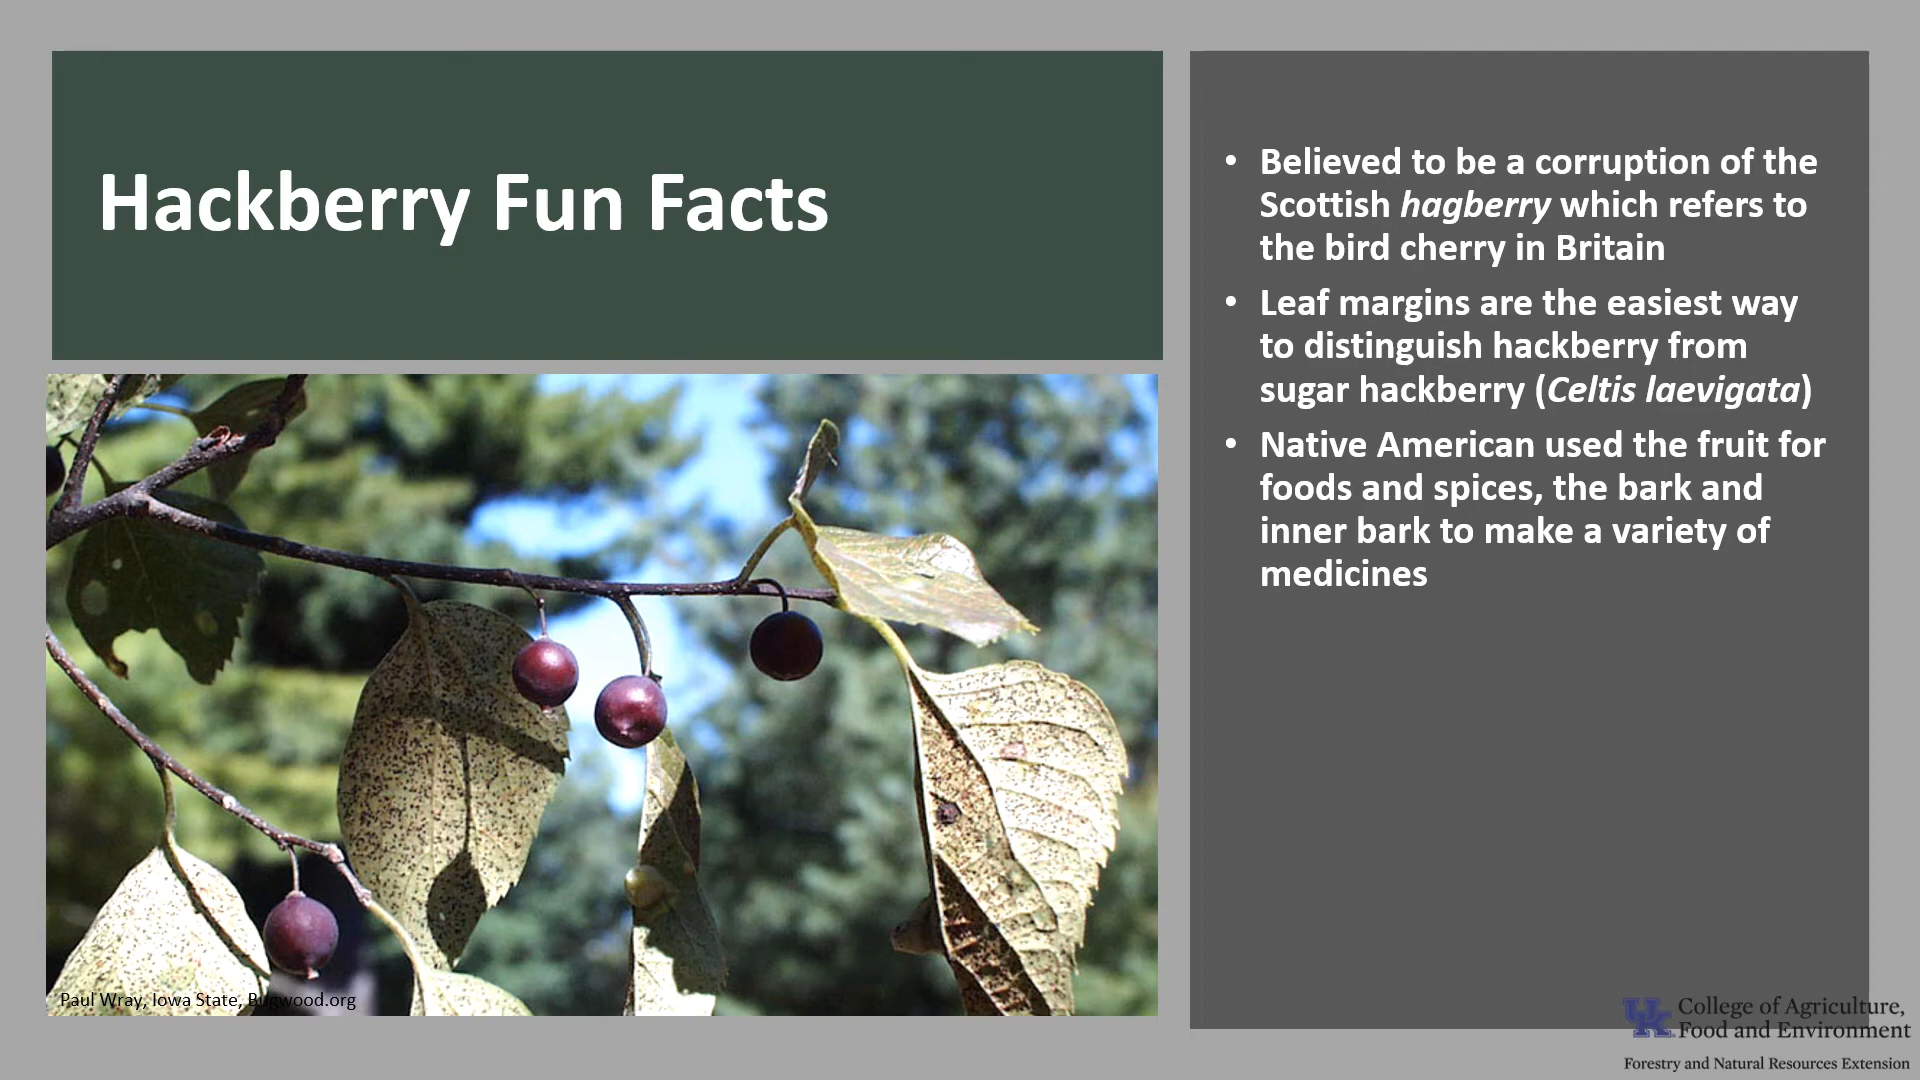 Hackberry Fun Facts
• Believed to be a corruption of the
Scottish hagberry which refers to
the bird cherry in Britain
• Leaf margins are the easiest way
to distinguish hackberry from
sugar hackberry (Celtis laevigata)
• Native American used the fruit for
foods and spices, the bark and
inner bark to make a variety of
medicines
Paul Wray, Iowa State, Bugwood.org
UK College of Agriculture,
Food and Environment
Forestry and Natural Resources Extension